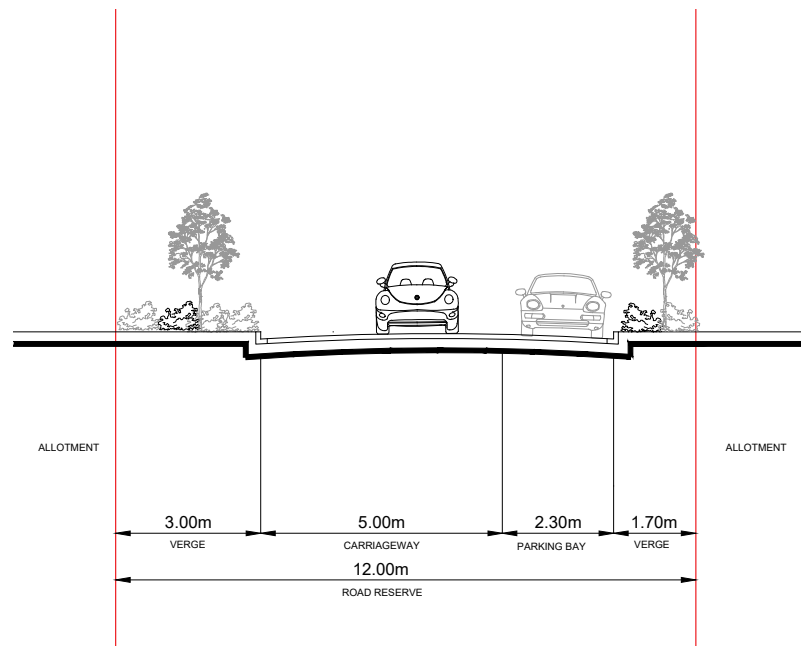 ALLOTMENT
ALLOTMENT
3.00m
5.00m
2.30m
1.70m
VERGE
CARRIAGEWAY
PARKING BAY
VERGE
12.00m
ROAD RESERVE